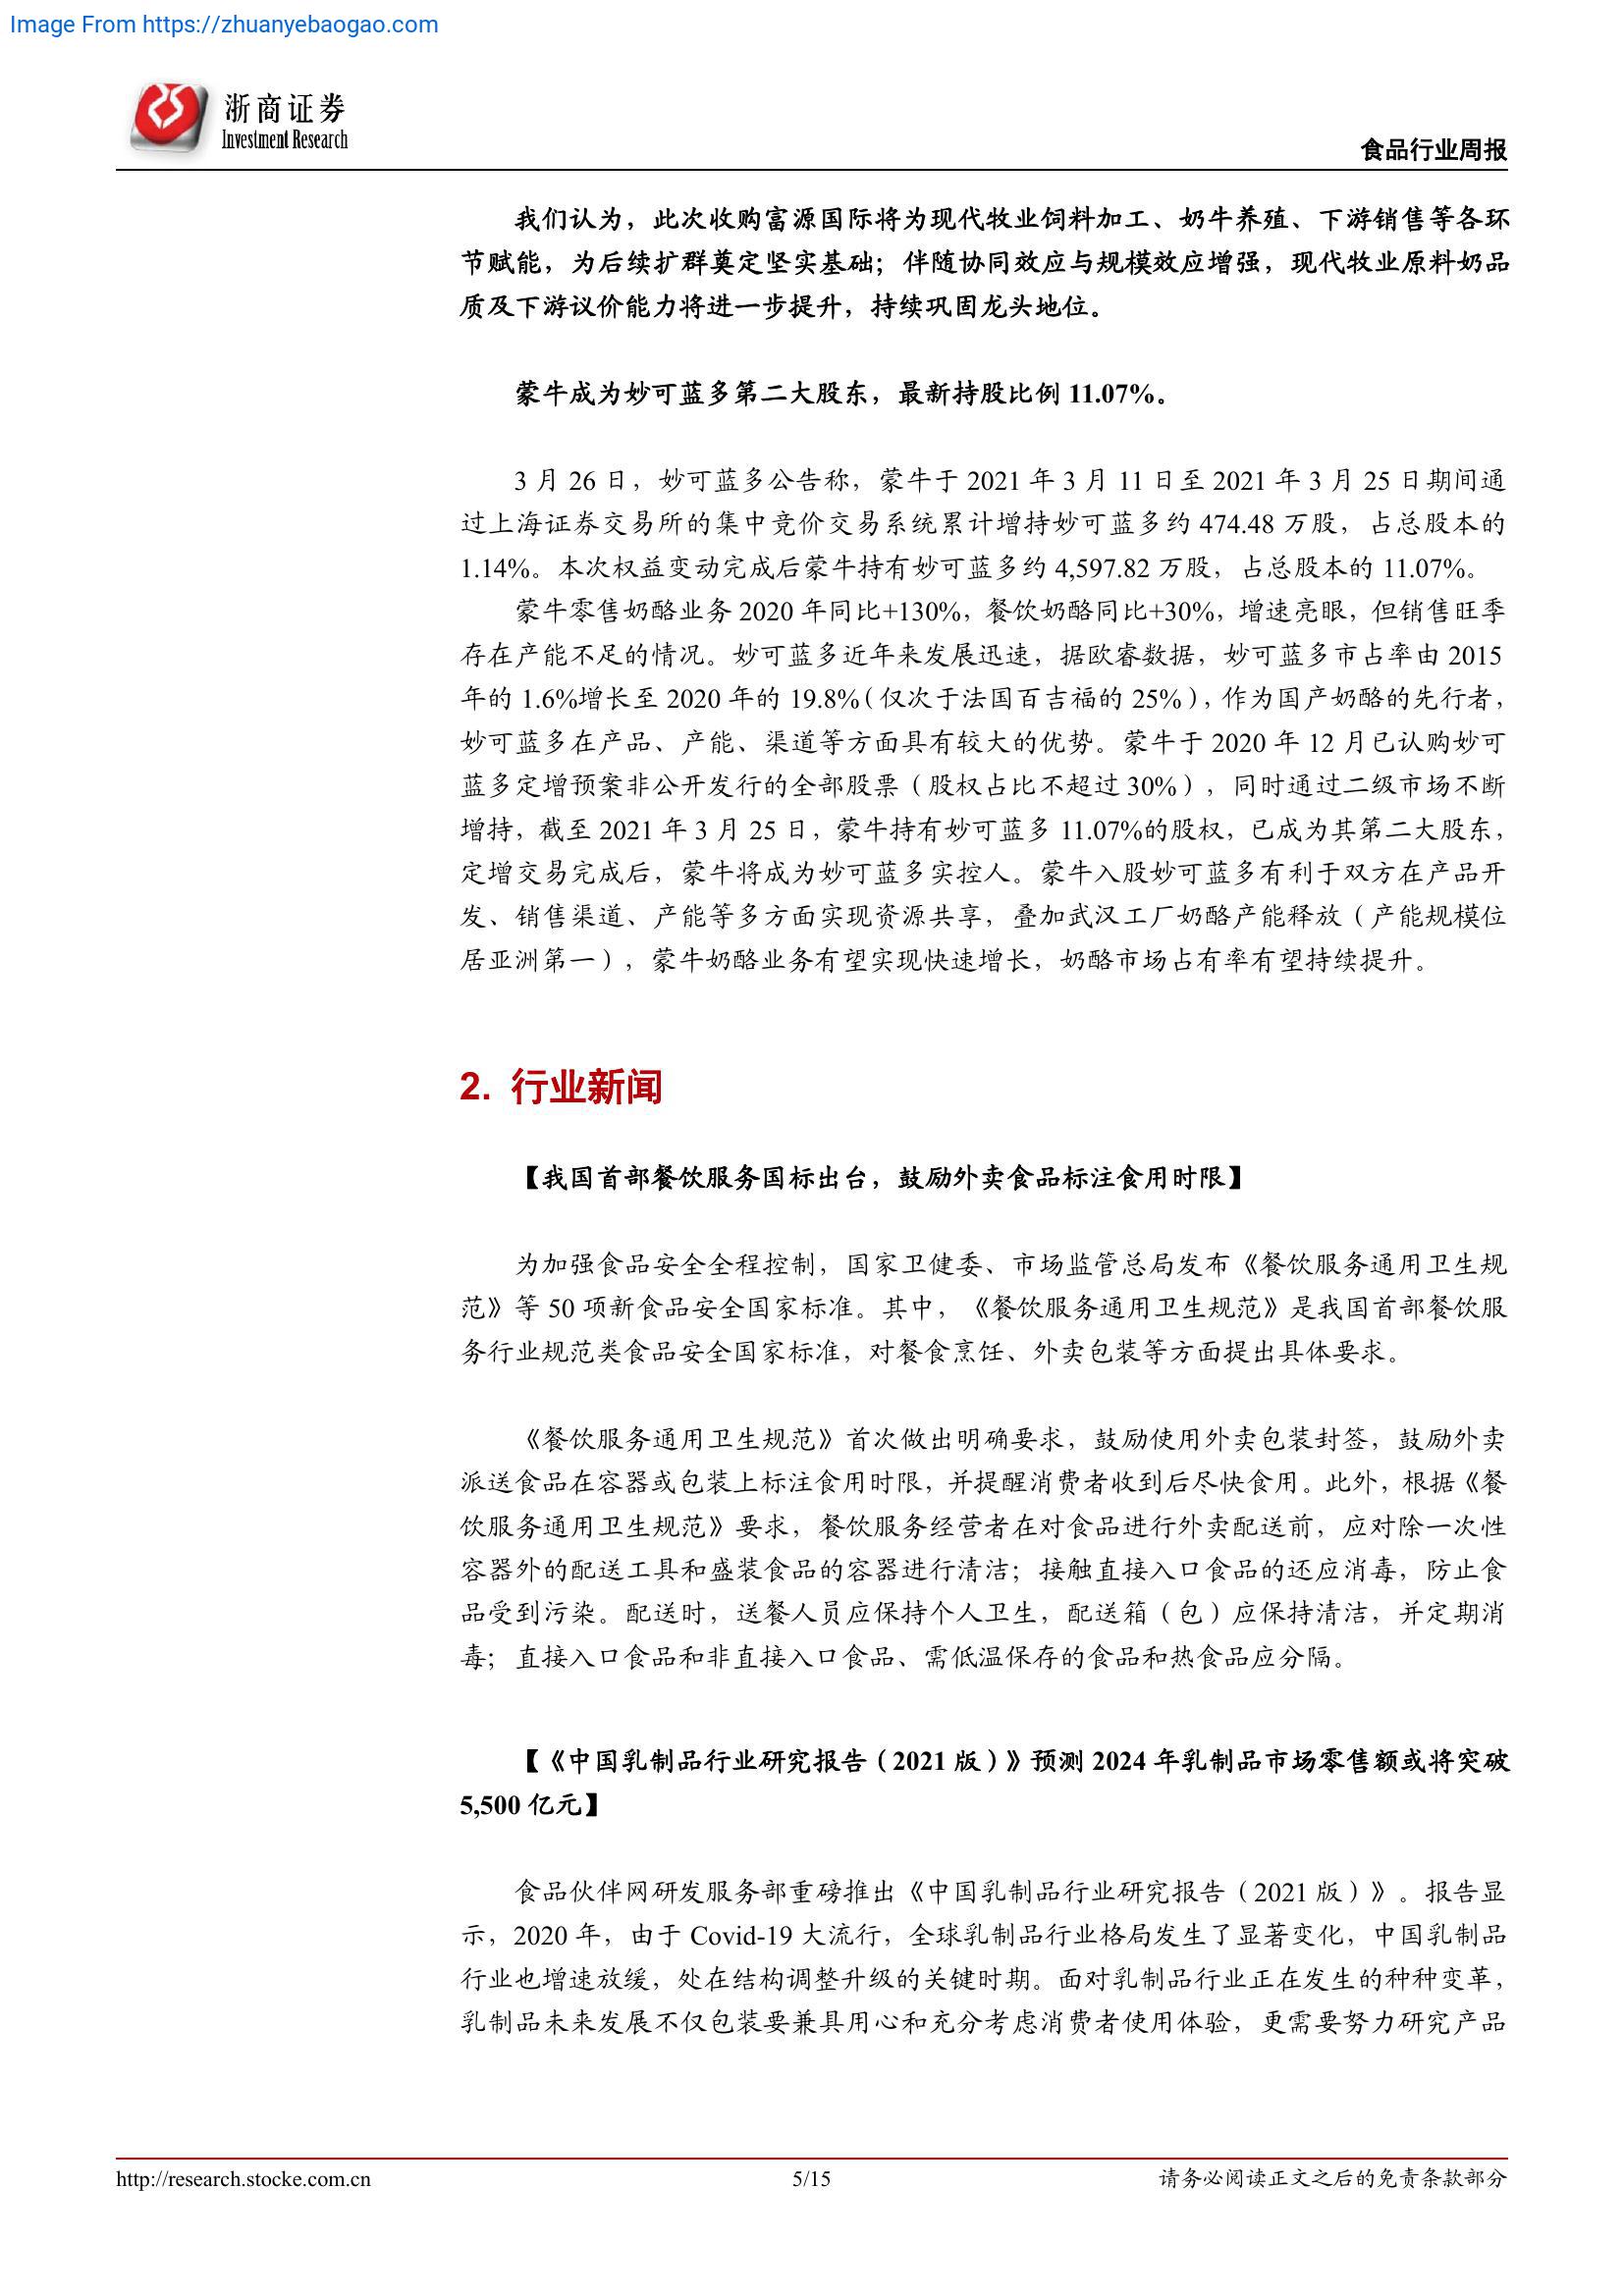 Image From https://zhuanyebaogao.com
浙商证券
Investment Research
食品行业周报
我们认为，此次收购富源国际将为现代牧业饲料加工、奶牛养殖、下游销售等各环
节赋能，为后续扩群奠定坚实基础；伴随协同效应与规模效应增强，现代牧业原料奶品
质及下游议价能力将进一步提升，持续巩固龙头地位。
蒙牛成为妙可蓝多第二大股东，最新持股比例 11.07%。
3 月 26 日，妙可蓝多公告称，蒙牛于 2021 年 3 月 11 日至 2021 年 3 月 25 日期间通
过上海证券交易所的集中竞价交易系统累计增持妙可蓝多约 474.48 万股，占总股本的
1.14%。本次权益变动完成后蒙牛持有妙可蓝多约 4,597.82 万股，占总股本的 11.07%。
蒙牛零售奶酪业务 2020 年同比+130%，餐饮奶酪同比+30%，增速亮眼，但销售旺季
存在产能不足的情况。妙可蓝多近年来发展迅速，据欧睿数据，妙可蓝多市占率由 2015
年的 1.6%增长至 2020 年的 19.8%（仅次于法国百吉福的 25%），作为国产奶酪的先行者，
妙可蓝多在产品、产能、渠道等方面具有较大的优势。蒙牛于 2020 年 12 月已认购妙可
蓝多定增预案非公开发行的全部股票（股权占比不超过 30%），同时通过二级市场不断
增持，截至 2021 年 3 月 25 日，蒙牛持有妙可蓝多 11.07%的股权，已成为其第二大股东，
定增交易完成后，蒙牛将成为妙可蓝多实控人。蒙牛入股妙可蓝多有利于双方在产品开
发、销售渠道、产能等多方面实现资源共享，叠加武汉工厂奶酪产能释放（产能规模位
居亚洲第一），蒙牛奶酪业务有望实现快速增长，奶酪市场占有率有望持续提升。
2. 行业新闻
【我国首部餐饮服务国标出台，鼓励外卖食品标注食用时限】
为加强食品安全全程控制，国家卫健委、市场监管总局发布《餐饮服务通用卫生规
范》等 50 项新食品安全国家标准。其中，《餐饮服务通用卫生规范》是我国首部餐饮服
务行业规范类食品安全国家标准，对餐食烹饪、外卖包装等方面提出具体要求。
《餐饮服务通用卫生规范》首次做出明确要求，鼓励使用外卖包装封签，鼓励外卖
派送食品在容器或包装上标注食用时限，并提醒消费者收到后尽快食用。此外，根据《餐
饮服务通用卫生规范》要求，餐饮服务经营者在对食品进行外卖配送前，应对除一次性
容器外的配送工具和盛装食品的容器进行清洁；接触直接入口食品的还应消毒，防止食
品受到污染。配送时，送餐人员应保持个人卫生，配送箱（包）应保持清洁，并定期消
毒；直接入口食品和非直接入口食品、需低温保存的食品和热食品应分隔。
【《中国乳制品行业研究报告（2021 版）》预测 2024 年乳制品市场零售额或将突破
5,500 亿元】
食品伙伴网研发服务部重磅推出《中国乳制品行业研究报告（2021 版）》。报告显
示，2020 年，由于 Covid-19 大流行，全球乳制品行业格局发生了显著变化，中国乳制品
行业也增速放缓，处在结构调整升级的关键时期。面对乳制品行业正在发生的种种变革，
乳制品未来发展不仅包装要兼具用心和充分考虑消费者使用体验，更需要努力研究产品
http://research.stocke.com.cn
5/15
请务必阅读正文之后的免责条款部分